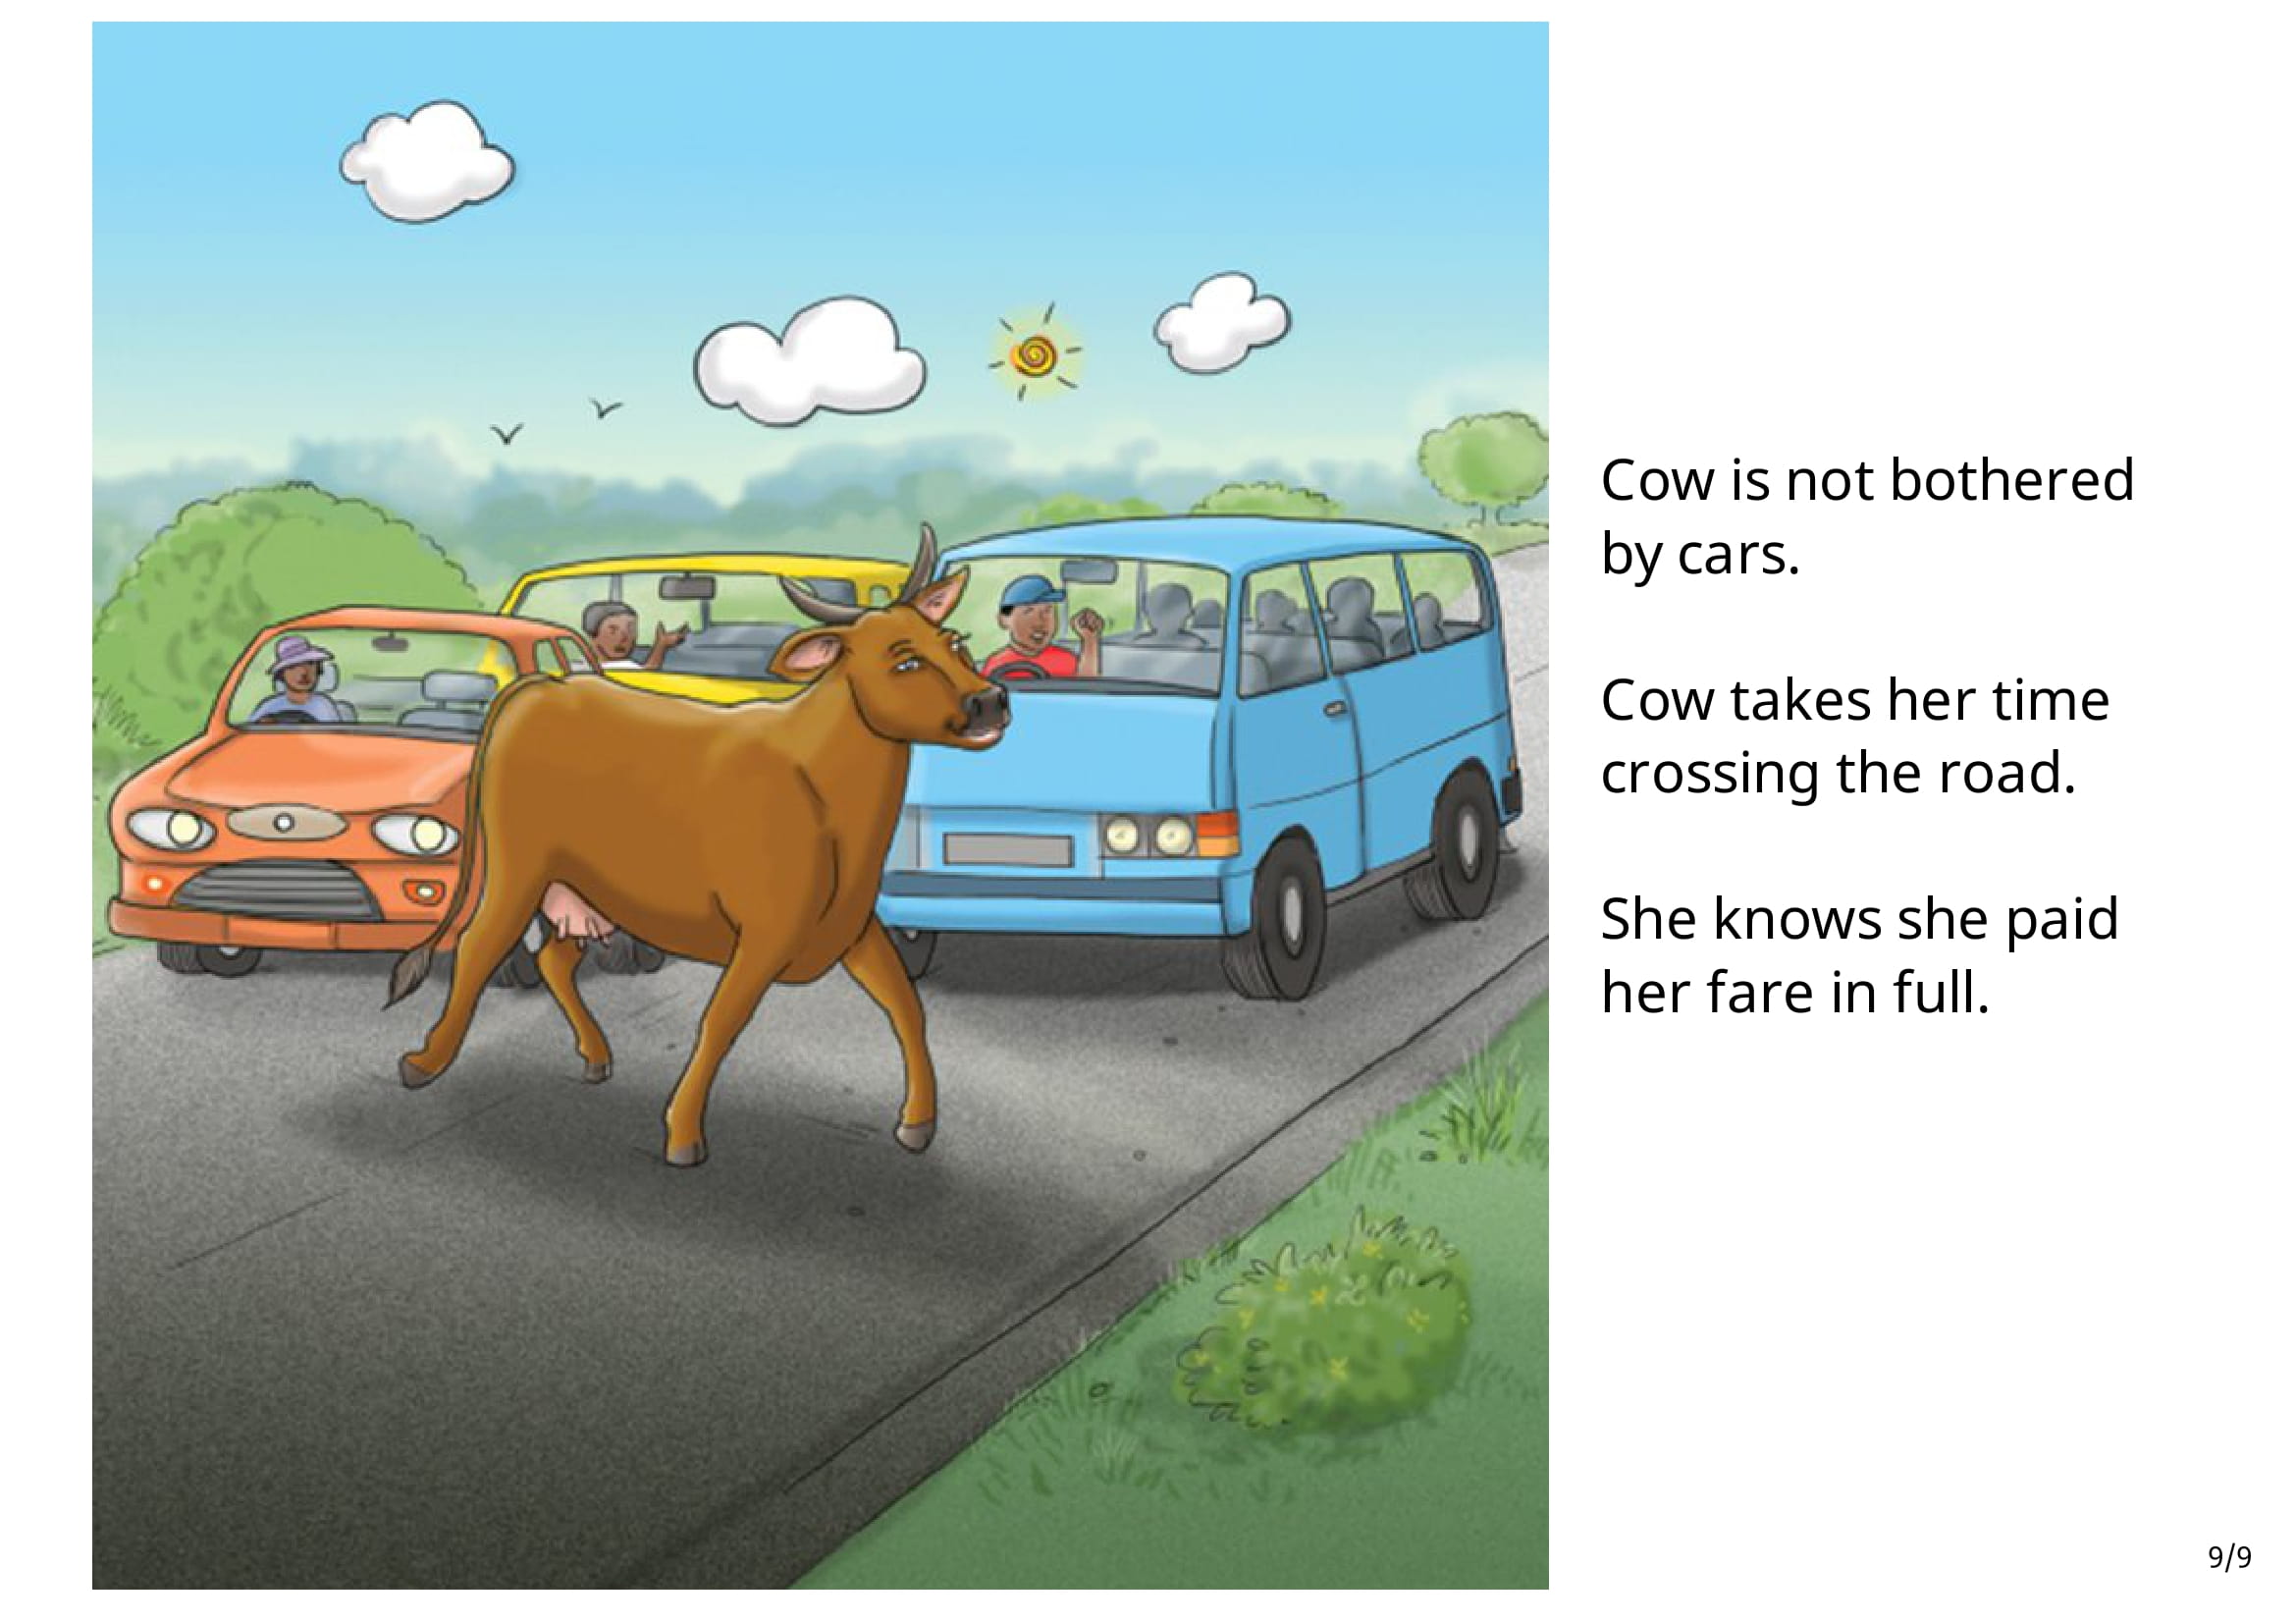 Cow is not bothered
by cars.
Cow takes her time
crossing the road.
She knows she paid
her fare in full.
9/9